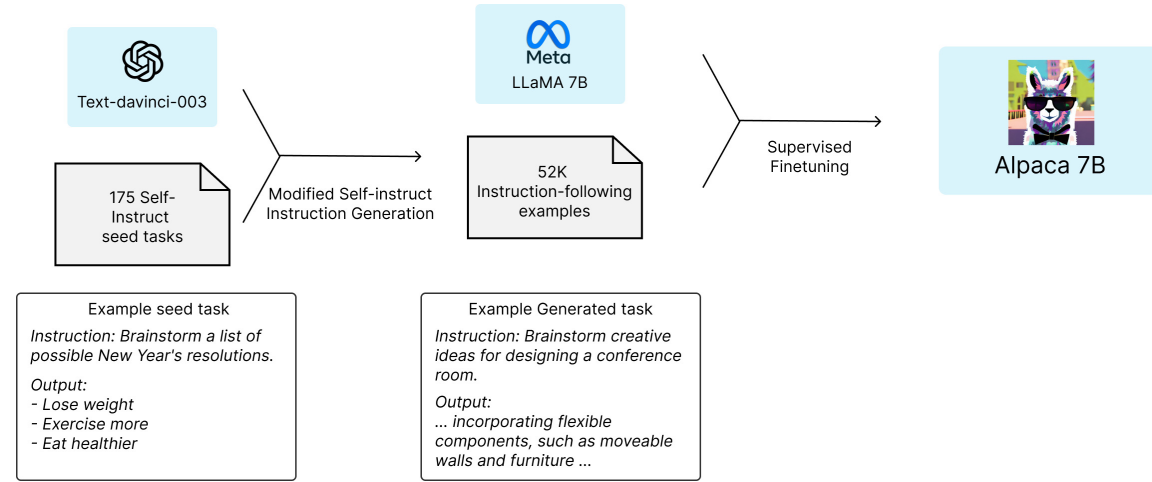 Text-davinci-003
175 Self-
Instruct
seed tasks
Modified Self-instruct
Instruction Generation
Meta
LLaMA 7B
52K
Instruction-following
examples
Supervised
Finetuning
Alpaca 7B
Example seed task
Instruction: Brainstorm a list of
possible New Year's resolutions.
Output:
- Lose weight
- Exercise more
- Eat healthier
Example Generated task
Instruction: Brainstorm creative
ideas for designing a conference
room.
Output:
... incorporating flexible
components, such as moveable
walls and furniture ...